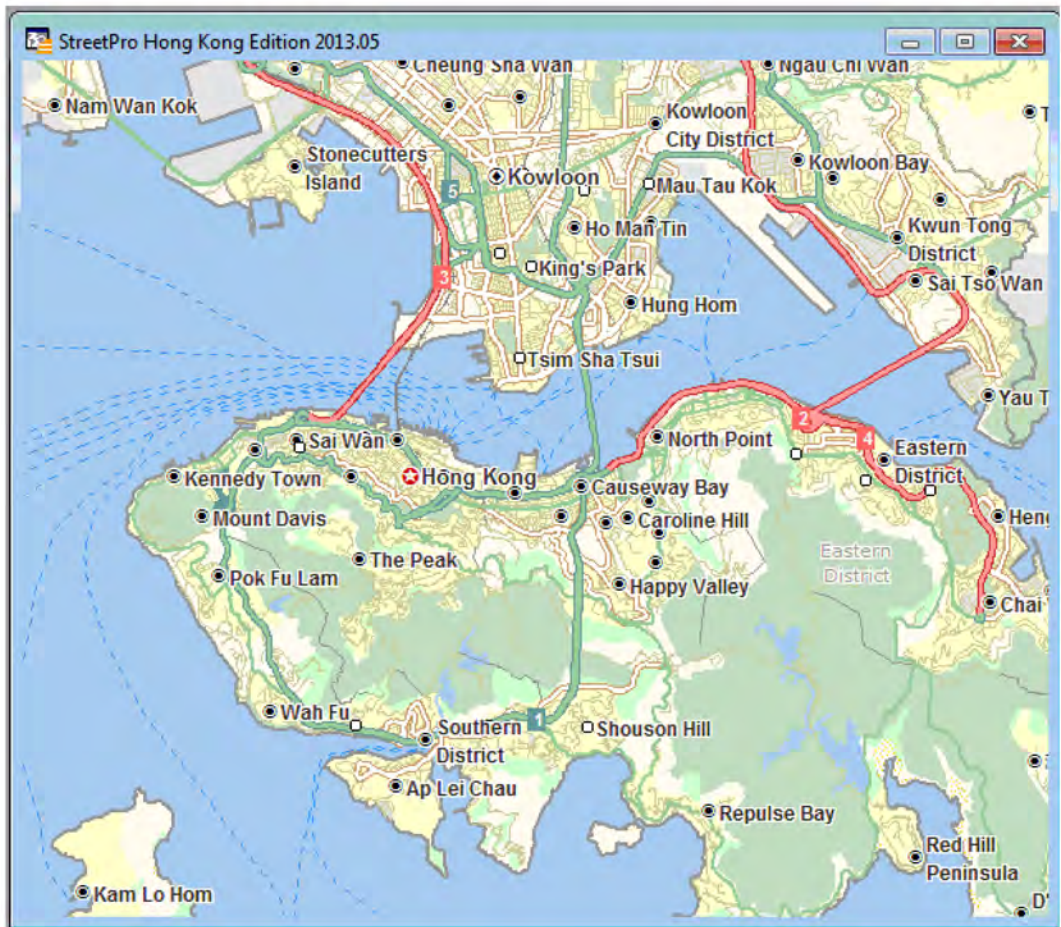 StreetPro Hong Kong Edition 2013.05
Cheung Sha Wan
Ngau Chi Wan
Nam Wan Kok
Kowloon
City District
Stonecutters
Island
Kowloon Bay
5
Kowloon
Mau Tau Kok
Ho Man Tin
Kwun Tong
District
King's Park
3
Sai Tso Wan
Hung Hom
Tsim Sha Tsui
Yau T
2
4
Sai Wan
North Point
Eastern
District
Kennedy Town
Hong Kong
Causeway Bay
Mount Davis
Caroline Hill
Heng
The Peak
Eastern
District
Pok Fu Lam
Happy Valley
Chai
Wah Fu
1
Southern
District
Shouson Hill
Ap Lei Chau
Repulse Bay
Red Hill
Peninsula
Kam Lo Hom
D'